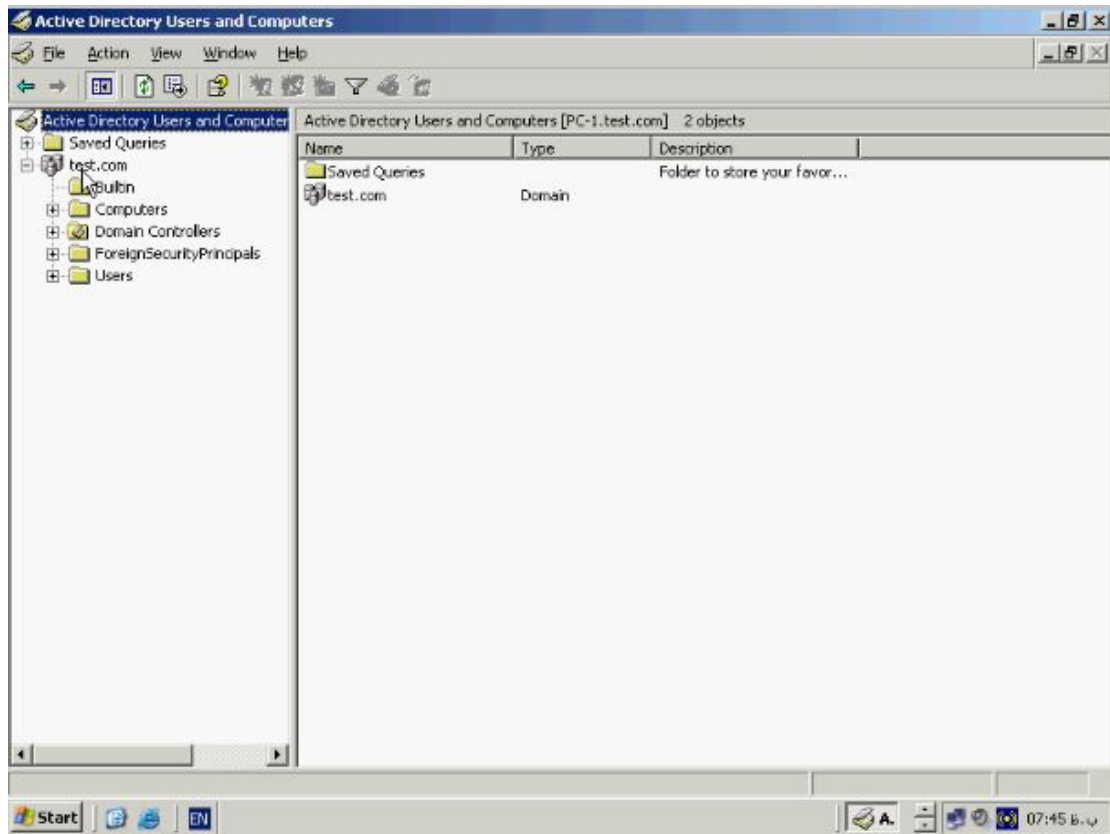 Active Directory Users and Computers
File Action View Window Help
Active Directory Users and Computer
Active Directory Users and Computers [PC-1.test.com] 2 objects
Saved Queries
test.com
Builtin
Computers
Domain Controllers
ForeignSecurityPrincipals
Users
Name Type Description
Saved Queries Folder to store your favor...
test.com Domain
Start EN A. 07:45 ب.ظ